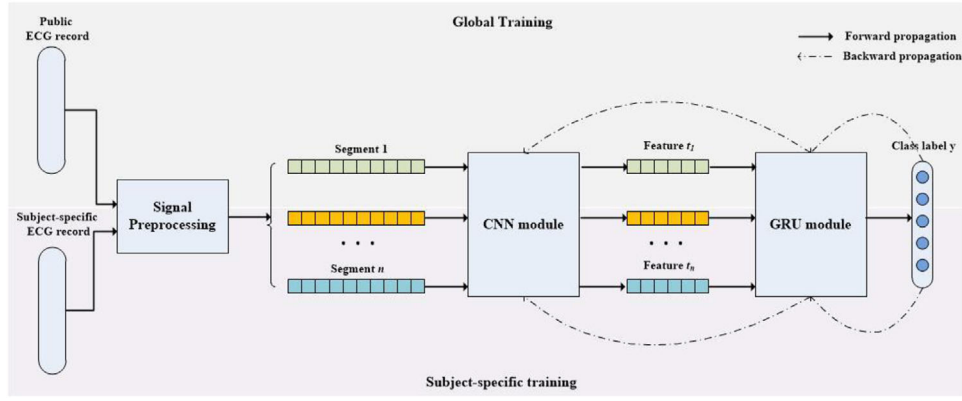 Public
ECG record
Global Training
Forward propagation
Backward propagation
Segment 1
Feature t1
Class label y
Signal
Preprocessing
Subject-specific
ECG record
CNN module
GRU module
. . .
. . .
Segment n
Feature tn
Subject-specific training